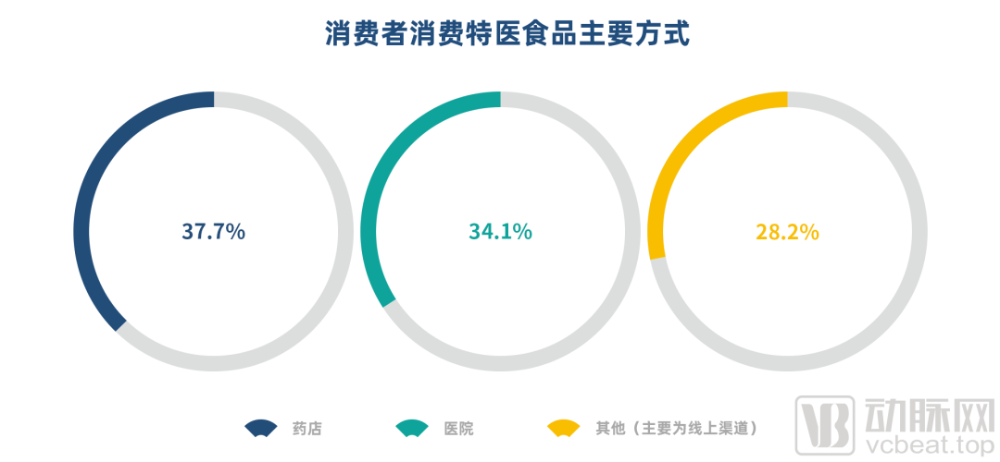 消费者消费特医食品主要方式
37.7%
34.1%
28.2%
药店
医院
其他（主要为线上渠道）
VB
动脉网
vcbeat.top